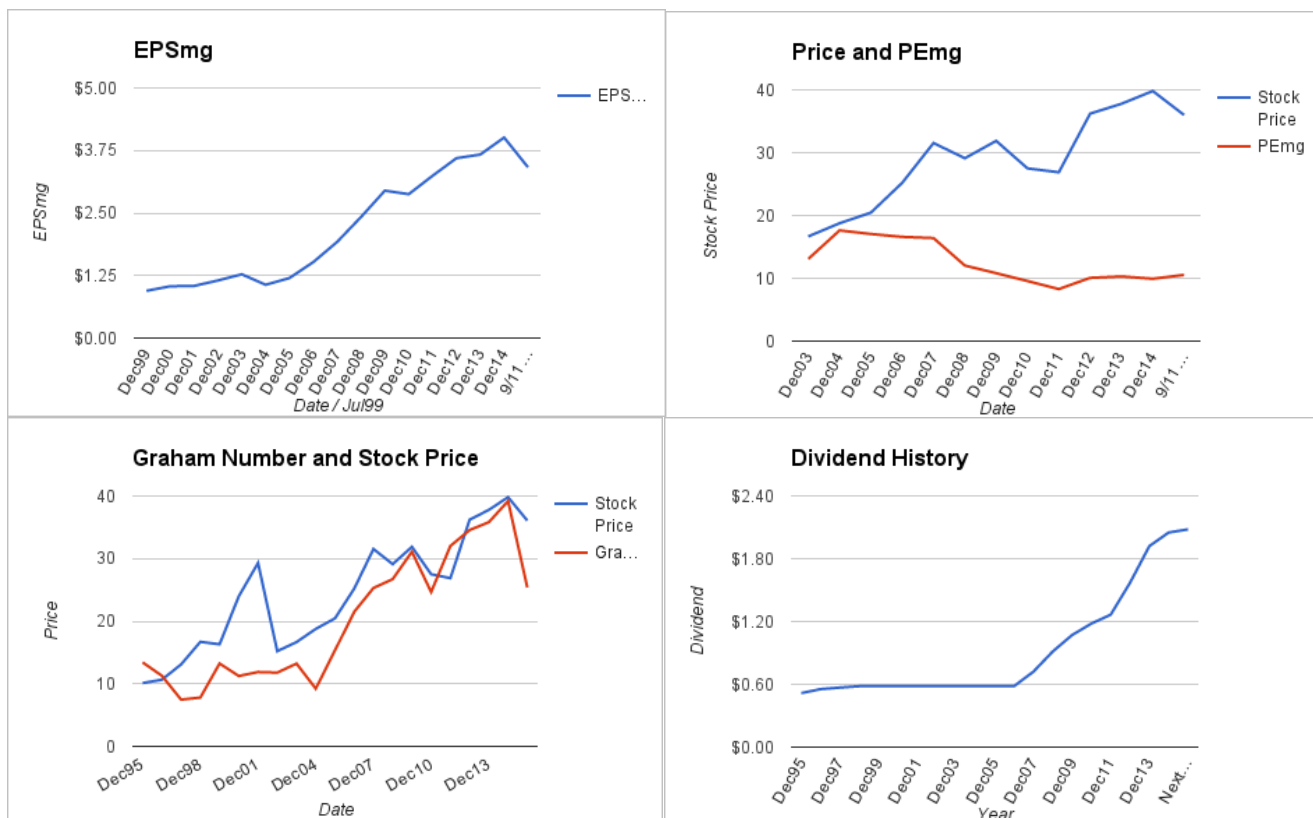 EPSmg
$5.00
$3.75
$2.50
$1.25
$0.00
EPSmg
EPS...
Dec99
Dec00
Dec01
Dec02
Dec03
Dec04
Dec05
Dec06
Dec07
Dec08
Dec09
Dec10
Dec11
Dec12
Dec13
Dec14
9/11 ...
Date / Jul99
Price and PEmg
40
30
20
10
0
Stock Price
Stock
Price
PEmg
Dec03
Dec04
Dec05
Dec06
Dec07
Dec08
Dec09
Dec10
Dec11
Dec12
Dec13
Dec14
9/11 ...
Date
Graham Number and Stock Price
40
30
20
10
0
Price
Stock
Price
Gra...
Dec95
Dec98
Dec01
Dec04
Dec07
Dec10
Dec13
Date
Dividend History
$2.40
$1.80
$1.20
$0.60
$0.00
Dividend
Dec95
Dec97
Dec99
Dec01
Dec03
Dec05
Dec07
Dec09
Dec11
Dec13
Next...
Year